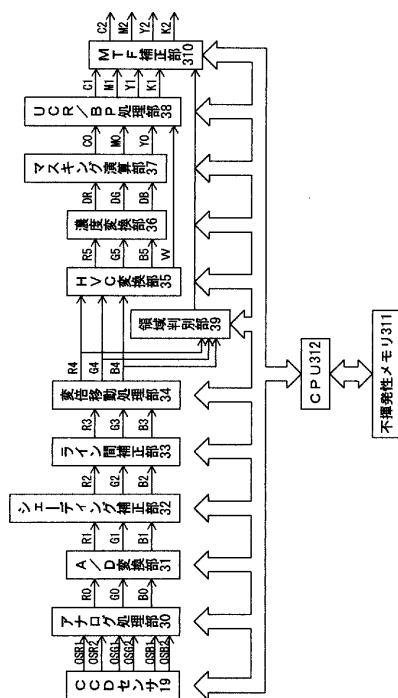 CCDセンサ19
OSR1
OSR2
OSG1
OSG2
OSB1
OSB2
アナログ処理部30
R0
G0
B0
A/D変換部31
R1
G1
B1
シェーディング補正部32
R2
G2
B2
ライン間補正部33
R3
G3
B3
変倍移動処理部34
R4
G4
B4
領域判別部39
HVC変換部35
R5
G5
B5
W
濃度変換部36
DR
DG
DB
マスキング演算部37
C0
M0
Y0
UCR/BP処理部38
C1
M1
Y1
K1
MTF補正部310
C2
M2
Y2
K2
CPU312
不揮発性メモリ311